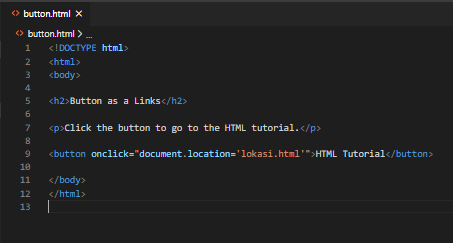 button.html ×
button.html > ...
1 <!DOCTYPE html>
2 <html>
3 <body>
4
5 <h2>Button as a Links</h2>
6
7 <p>Click the button to go to the HTML tutorial.</p>
8
9 <button onclick="document.location='lokasi.html'">HTML Tutorial</button>
10
11 </body>
12 </html>
13